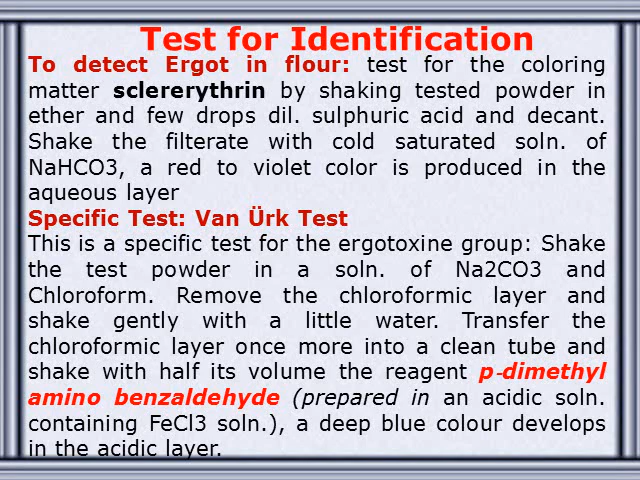 Test for Identification
To detect Ergot in flour: test for the coloring
matter sclererythrin by shaking tested powder in
ether and few drops dil. sulphuric acid and decant.
Shake the filterate with cold saturated soln. of
NaHCO3, a red to violet color is produced in the
aqueous layer
Specific Test: Van Ürk Test
This is a specific test for the ergotoxine group: Shake
the test powder in a soln. of Na2CO3 and
Chloroform. Remove the chloroformic layer and
shake gently with a little water. Transfer the
chloroformic layer once more into a clean tube and
shake with half its volume the reagent p-dimethyl
amino benzaldehyde (prepared in an acidic soln.
containing FeCl3 soln.), a deep blue colour develops
in the acidic layer.